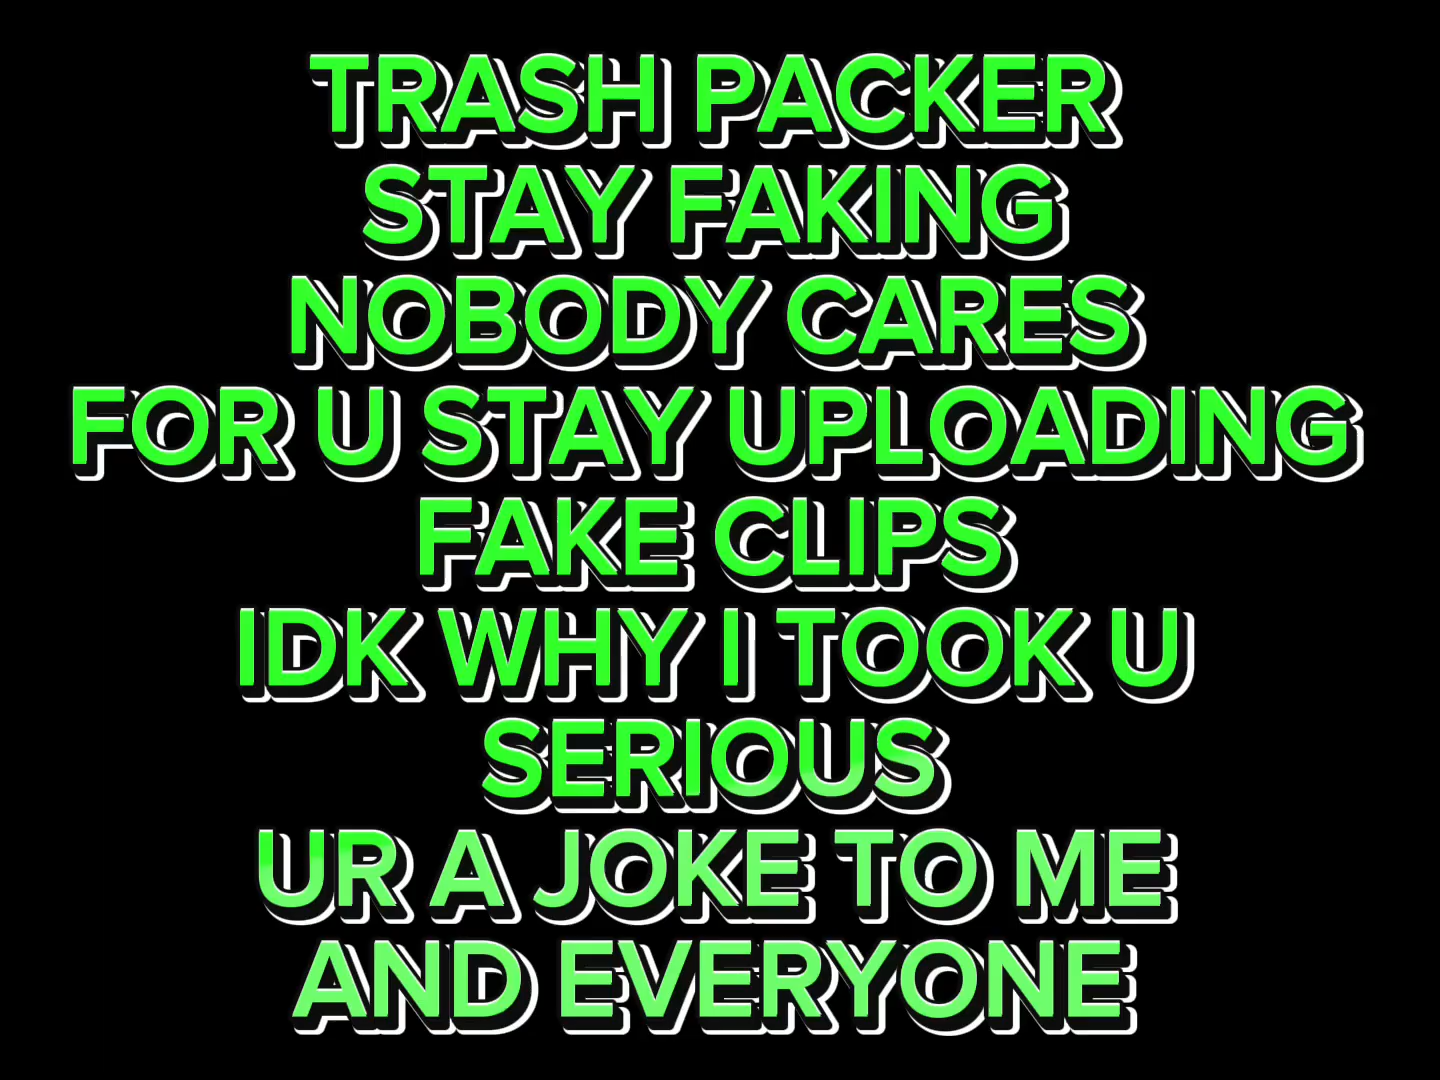 TRASH PACKER
STAY FAKING
NOBODY CARES
FOR U STAY UPLOADING
FAKE CLIPS
IDK WHY I TOOK U
SERIOUS
UR A JOKE TO ME
AND EVERYONE